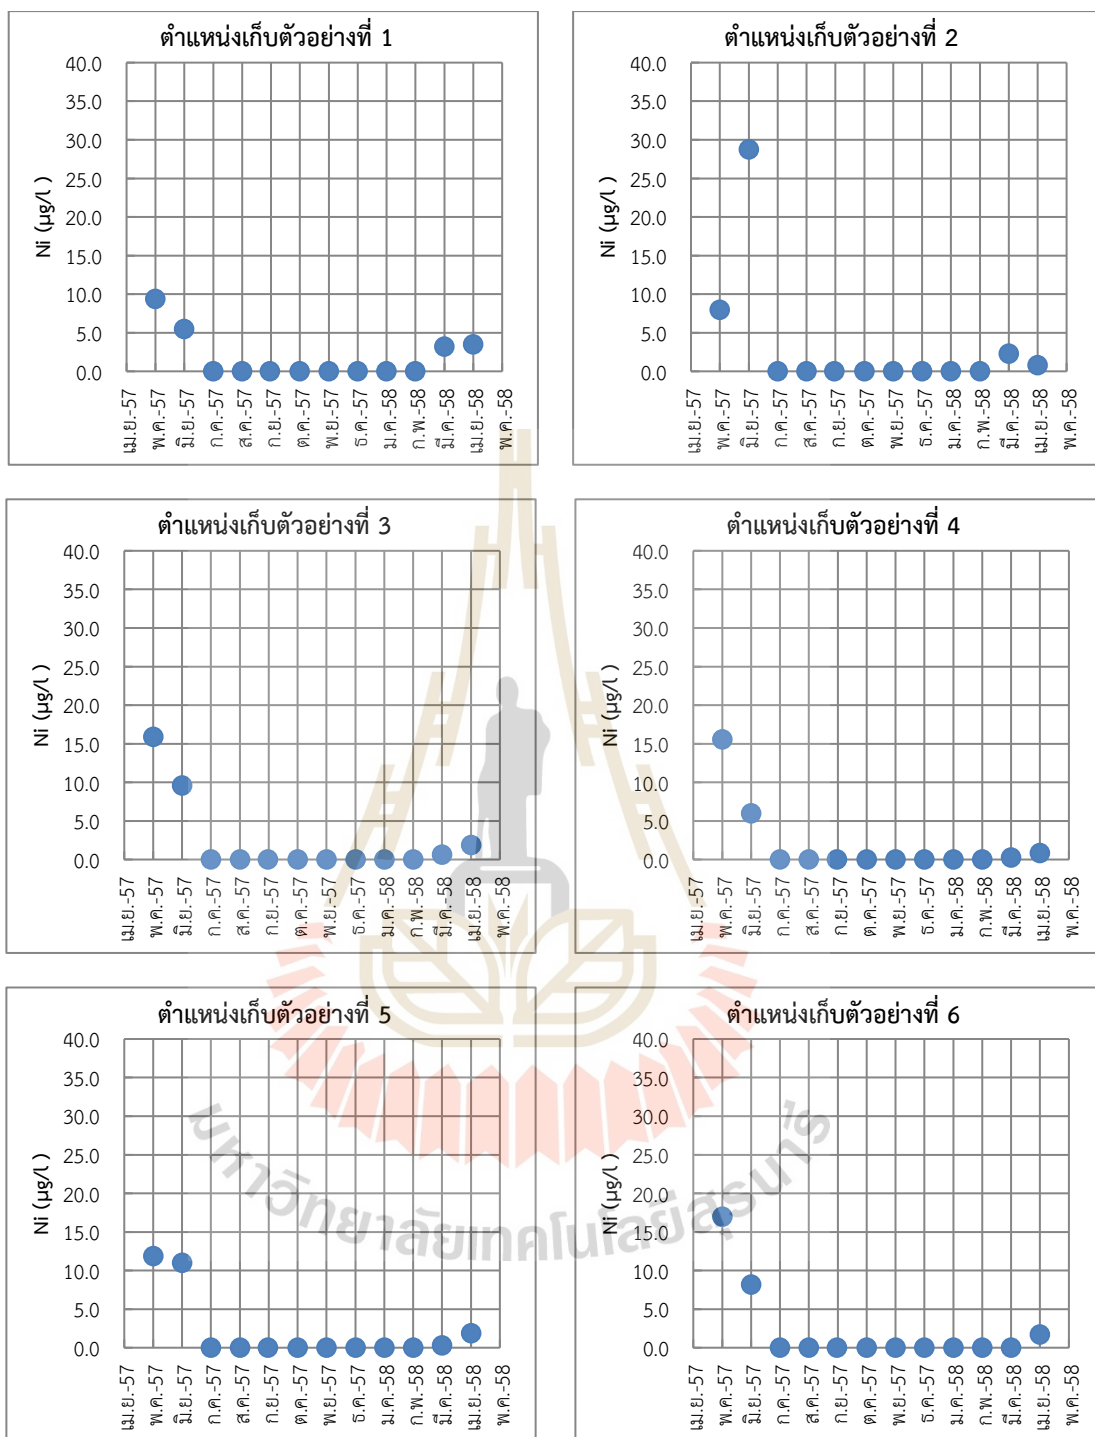 ตำแหน่งเก็บตัวอย่างที่ 1
40.0
35.0
30.0
25.0
20.0
15.0
10.0
5.0
0.0
Ni (µg/l )
เม.ย.-57
พ.ค.-57
มิ.ย.-57
ก.ค.-57
ส.ค.-57
ก.ย.-57
ต.ค.-57
พ.ย.-57
ธ.ค.-57
ม.ค.-58
ก.พ.-58
มี.ค.-58
เม.ย.-58
พ.ค.-58
ตำแหน่งเก็บตัวอย่างที่ 2
40.0
35.0
30.0
25.0
20.0
15.0
10.0
5.0
0.0
Ni (µg/l )
เม.ย.-57
พ.ค.-57
มิ.ย.-57
ก.ค.-57
ส.ค.-57
ก.ย.-57
ต.ค.-57
พ.ย.-57
ธ.ค.-57
ม.ค.-58
ก.พ.-58
มี.ค.-58
เม.ย.-58
พ.ค.-58
ตำแหน่งเก็บตัวอย่างที่ 3
40.0
35.0
30.0
25.0
20.0
15.0
10.0
5.0
0.0
Ni (µg/l )
เม.ย.-57
พ.ค.-57
มิ.ย.-57
ก.ค.-57
ส.ค.-57
ก.ย.-57
ต.ค.-57
พ.ย.-57
ธ.ค.-57
ม.ค.-58
ก.พ.-58
มี.ค.-58
เม.ย.-58
พ.ค.-58
ตำแหน่งเก็บตัวอย่างที่ 4
40.0
35.0
30.0
25.0
20.0
15.0
10.0
5.0
0.0
Ni (µg/l )
เม.ย.-57
พ.ค.-57
มิ.ย.-57
ก.ค.-57
ส.ค.-57
ก.ย.-57
ต.ค.-57
พ.ย.-57
ธ.ค.-57
ม.ค.-58
ก.พ.-58
มี.ค.-58
เม.ย.-58
พ.ค.-58
ตำแหน่งเก็บตัวอย่างที่ 5
40.0
35.0
30.0
25.0
20.0
15.0
10.0
5.0
0.0
Ni (µg/l )
เม.ย.-57
พ.ค.-57
มิ.ย.-57
ก.ค.-57
ส.ค.-57
ก.ย.-57
ต.ค.-57
พ.ย.-57
ธ.ค.-57
ม.ค.-58
ก.พ.-58
มี.ค.-58
เม.ย.-58
พ.ค.-58
ตำแหน่งเก็บตัวอย่างที่ 6
40.0
35.0
30.0
25.0
20.0
15.0
10.0
5.0
0.0
Ni (µg/l )
เม.ย.-57
พ.ค.-57
มิ.ย.-57
ก.ค.-57
ส.ค.-57
ก.ย.-57
ต.ค.-57
พ.ย.-57
ธ.ค.-57
ม.ค.-58
ก.พ.-58
มี.ค.-58
เม.ย.-58
พ.ค.-58
มหาวิทยาลัยเทคโนโลยีสุรนารี